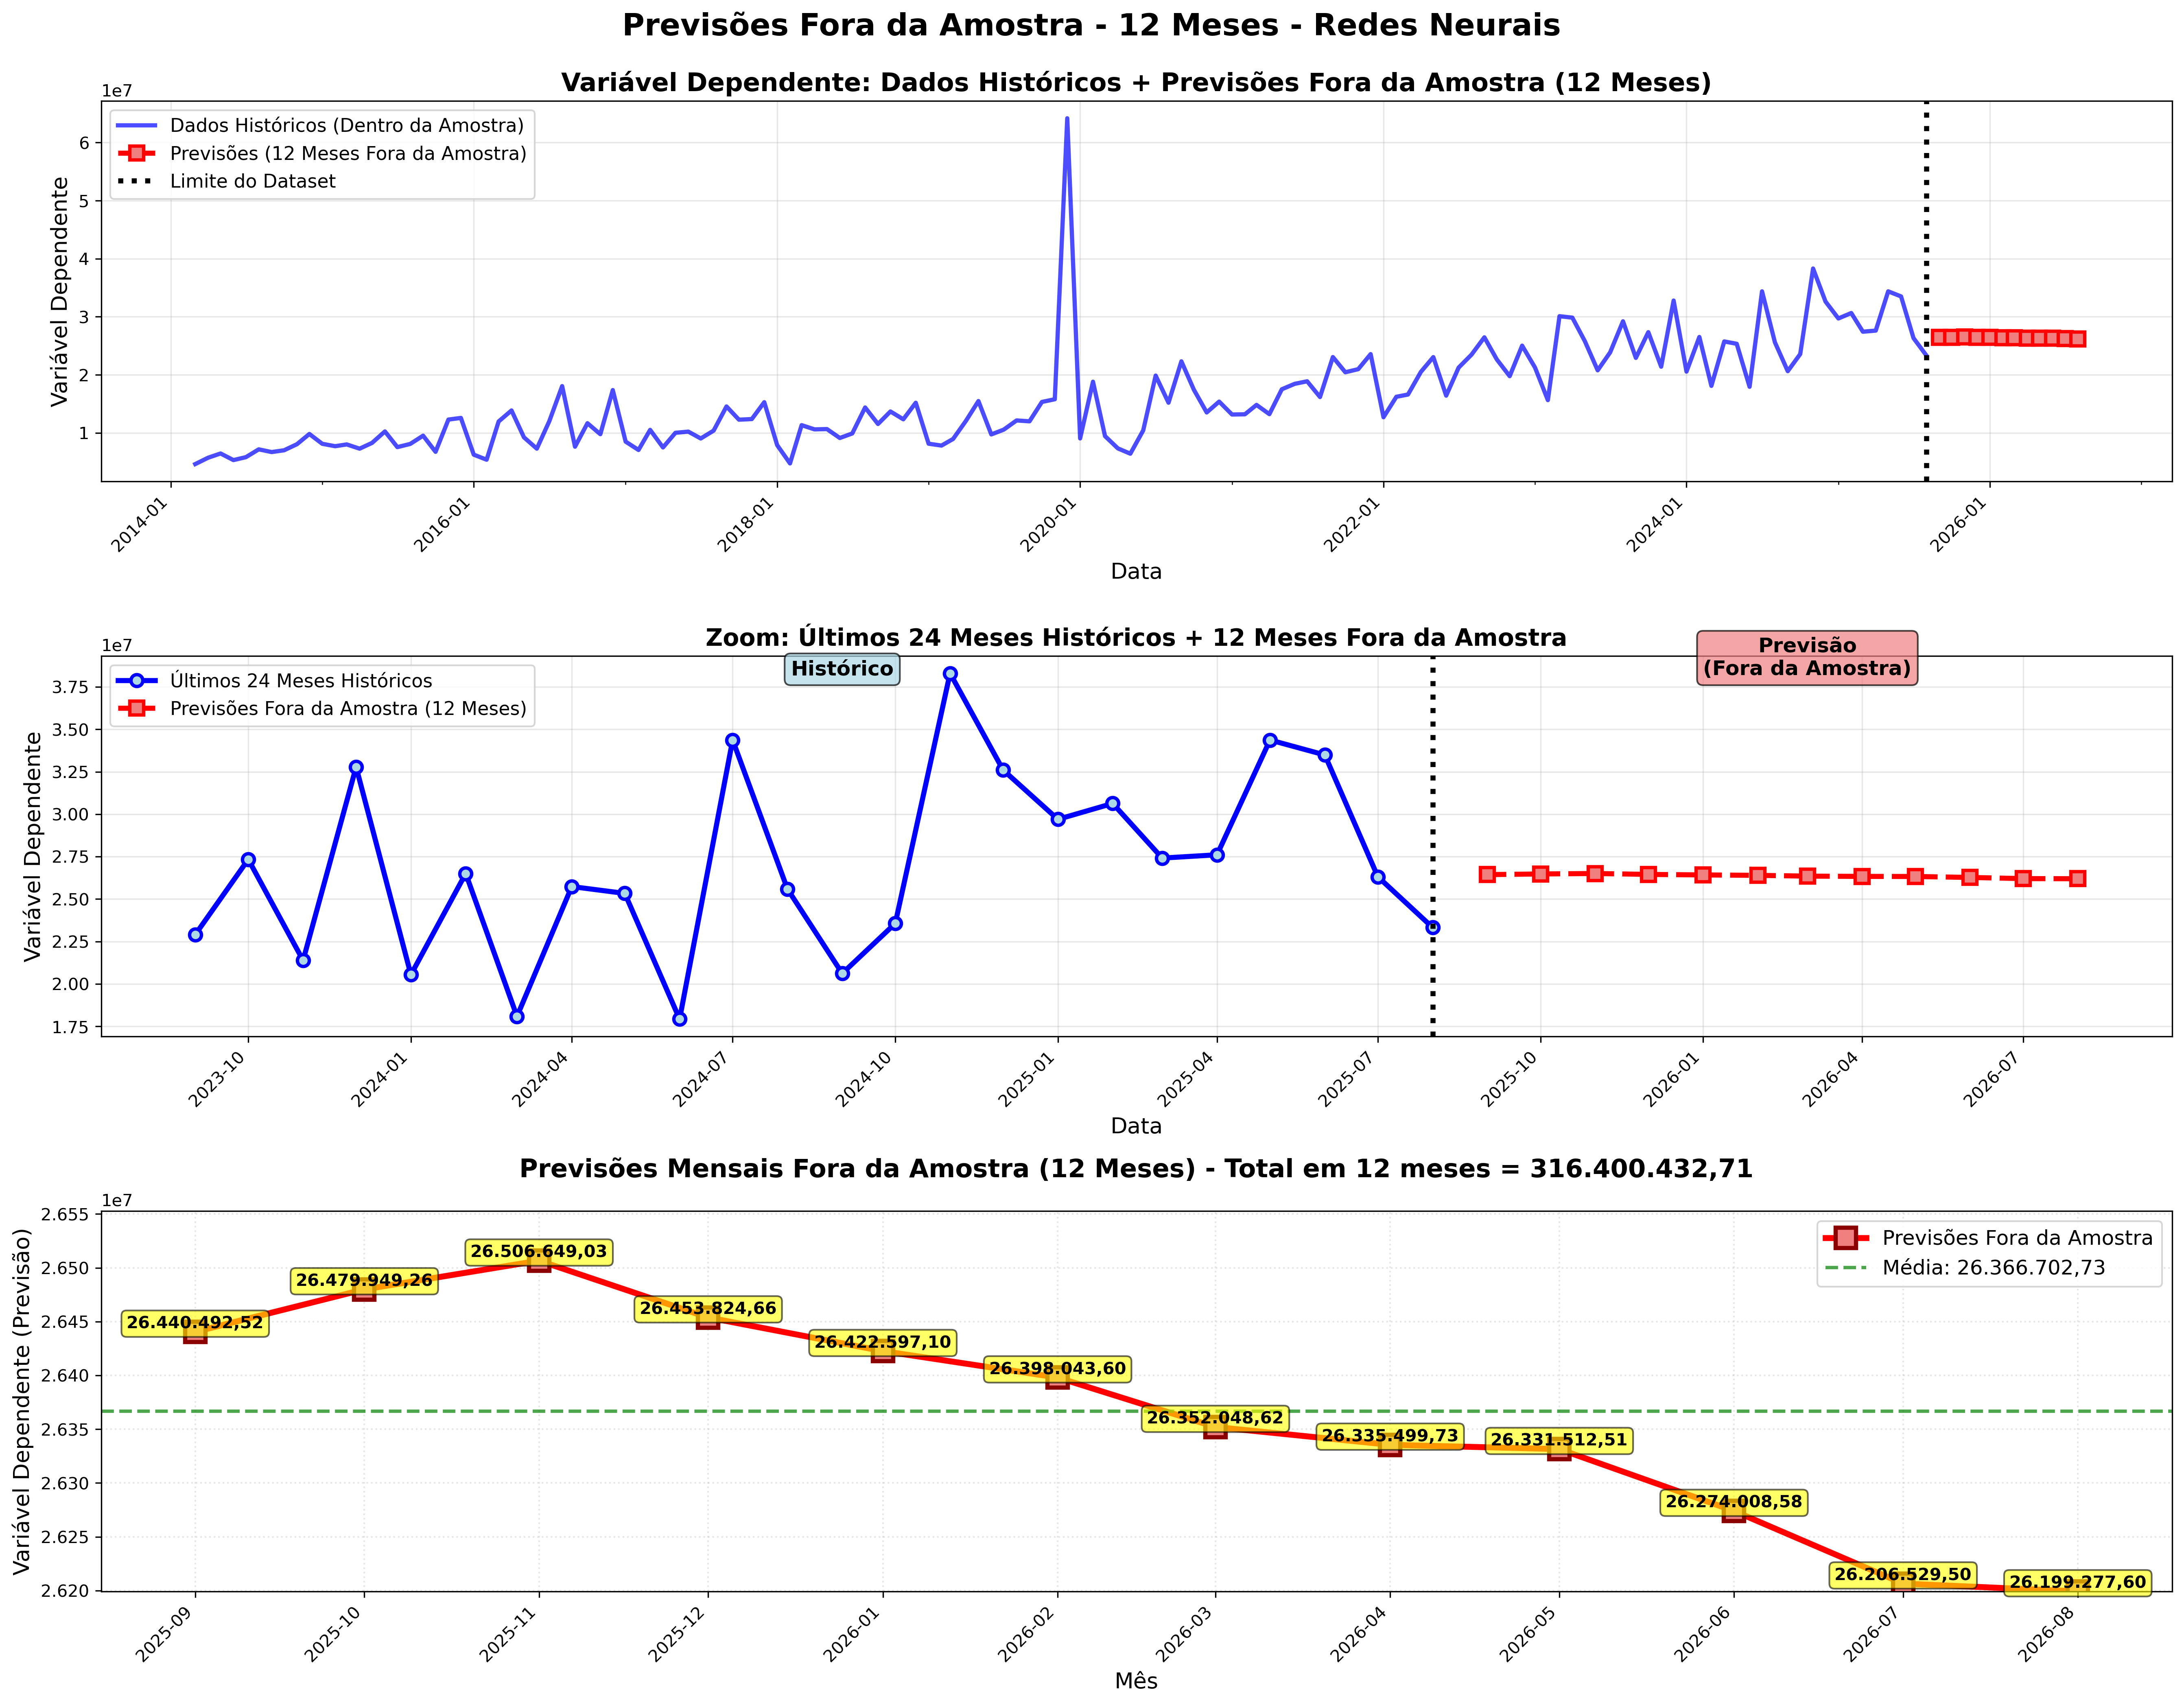 Previsões Fora da Amostra - 12 Meses - Redes Neurais
Variável Dependente: Dados Históricos + Previsões Fora da Amostra (12 Meses)
1e7
Dados Históricos (Dentro da Amostra)
Previsões (12 Meses Fora da Amostra)
Limite do Dataset
Variável Dependente
6
5
4
3
2
1
2014-01
2016-01
2018-01
2020-01
2022-01
2024-01
2026-01
Data
Zoom: Últimos 24 Meses Históricos + 12 Meses Fora da Amostra
1e7
Últimos 24 Meses Históricos
Previsões Fora da Amostra (12 Meses)
Histórico
Previsão
(Fora da Amostra)
Variável Dependente
3.75
3.50
3.25
3.00
2.75
2.50
2.25
2.00
1.75
2023-10
2024-01
2024-04
2024-07
2024-10
2025-01
2025-04
2025-07
2025-10
2026-01
2026-04
2026-07
Data
Previsões Mensais Fora da Amostra (12 Meses) - Total em 12 meses = 316.400.432,71
1e7
Previsões Fora da Amostra
Média: 26.366.702,73
Variável Dependente (Previsão)
2.655
2.650
2.645
2.640
2.635
2.630
2.625
2.620
26.440.492,52
26.479.949,26
26.506.649,03
26.453.824,66
26.422.597,10
26.398.043,60
26.352.048,62
26.335.499,73
26.331.512,51
26.274.008,58
26.206.529,50
26.199.277,60
2025-09
2025-10
2025-11
2025-12
2026-01
2026-02
2026-03
2026-04
2026-05
2026-06
2026-07
2026-08
Mês